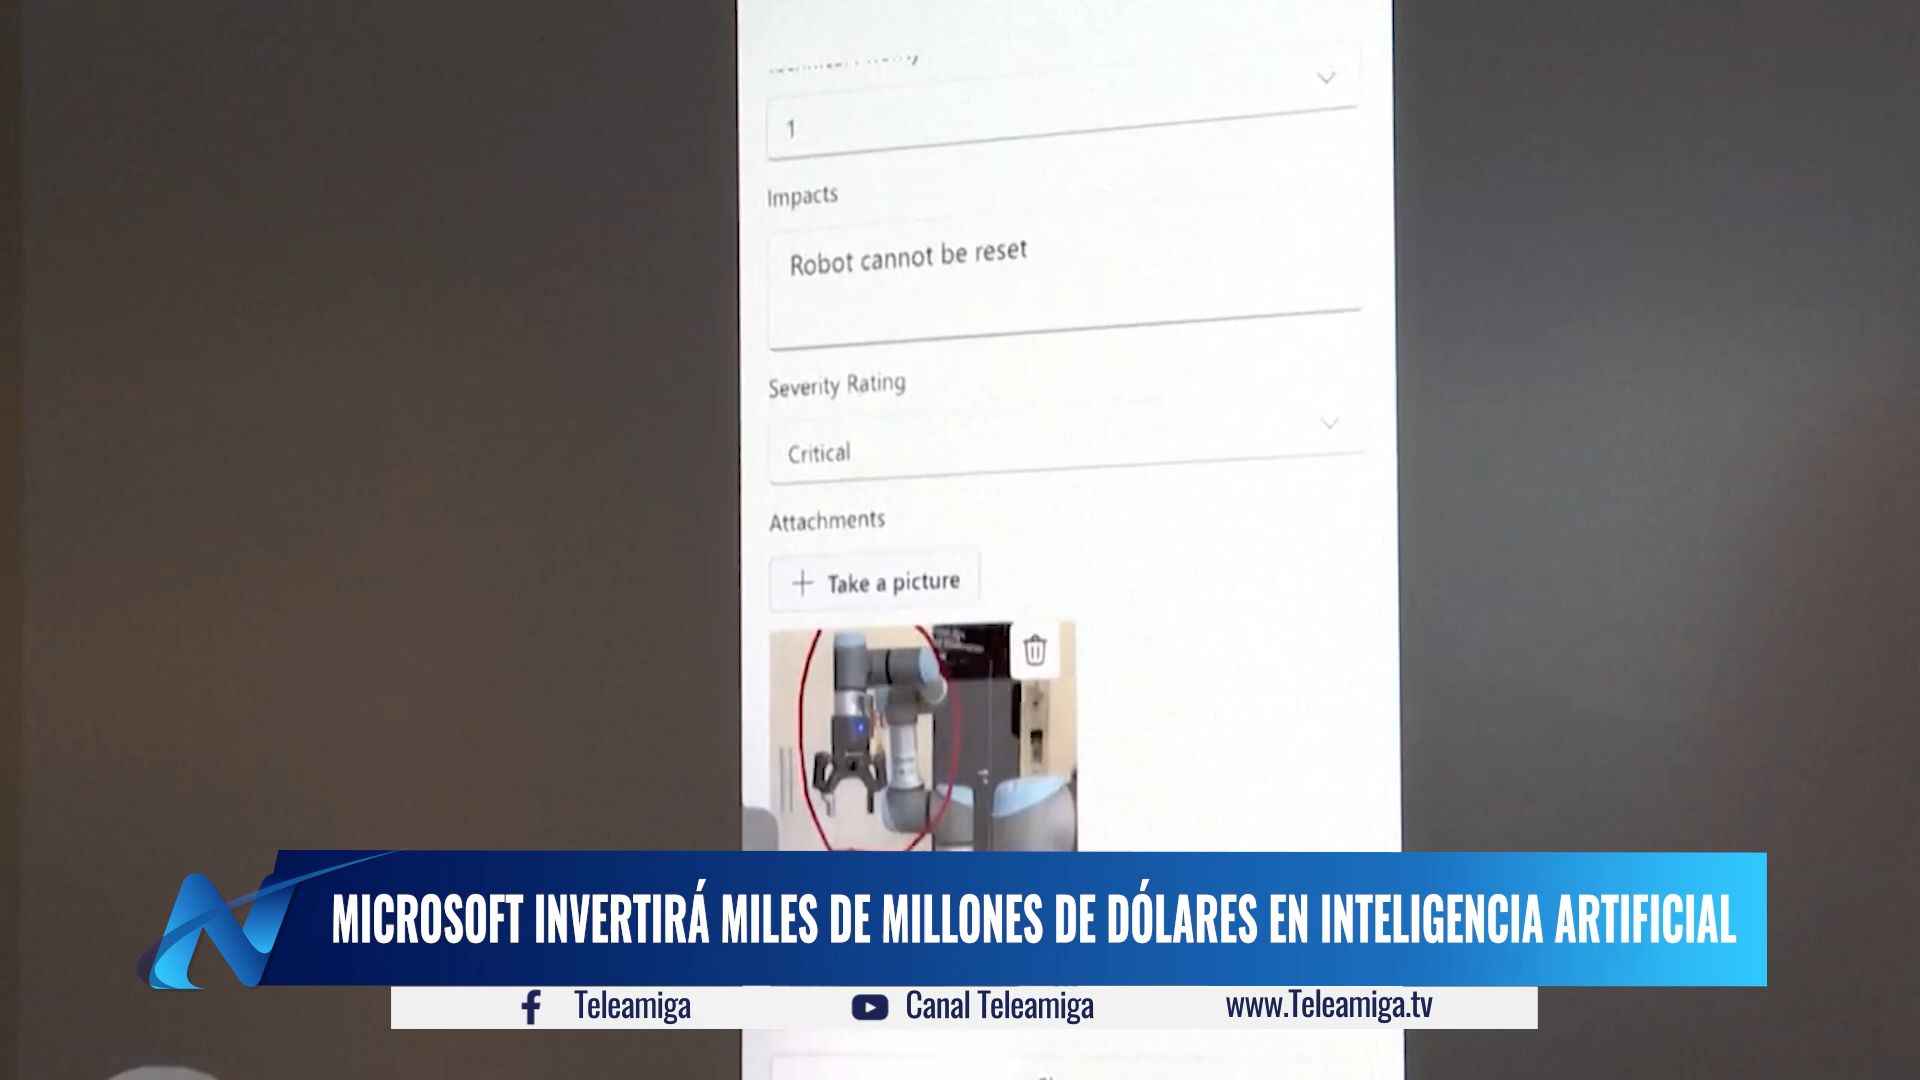 1
Impacts
Robot cannot be reset
Severity Rating
Critical
Attachments
+ Take a picture
MICROSOFT INVERTIRÁ MILES DE MILLONES DE DÓLARES EN INTELIGENCIA ARTIFICIAL
Teleamiga
Canal Teleamiga
www.Teleamiga.tv